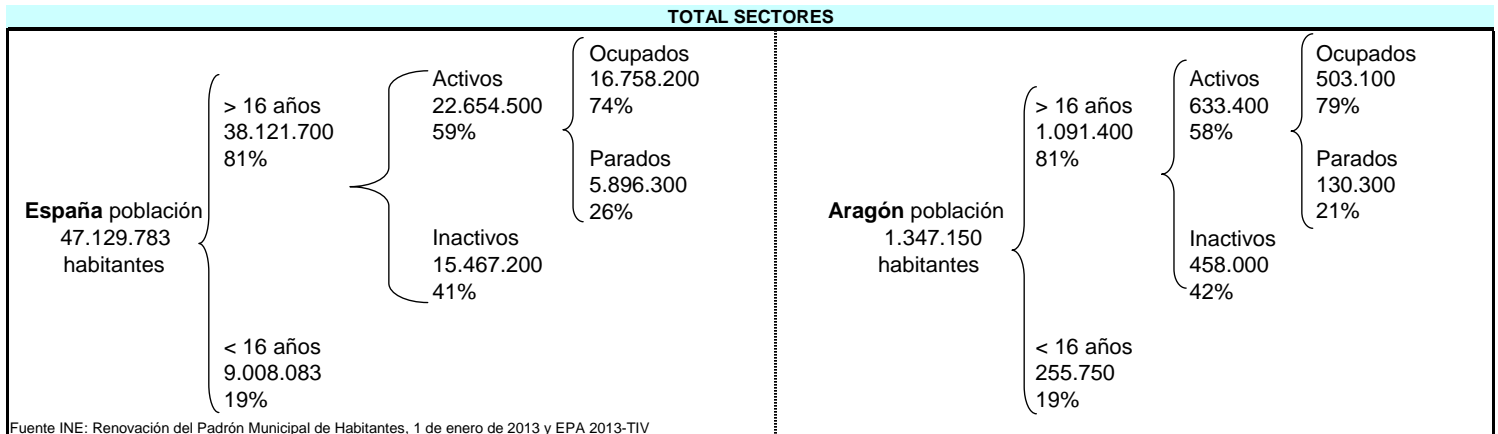 TOTAL SECTORES
España población
47.129.783
habitantes
> 16 años
38.121.700
81%
Activos
22.654.500
59%
Ocupados
16.758.200
74%
Parados
5.896.300
26%
Inactivos
15.467.200
41%
< 16 años
9.008.083
19%
Aragón población
1.347.150
habitantes
> 16 años
1.091.400
81%
Activos
633.400
58%
Ocupados
503.100
79%
Parados
130.300
21%
Inactivos
458.000
42%
< 16 años
255.750
19%
Fuente INE: Renovación del Padrón Municipal de Habitantes, 1 de enero de 2013 y EPA 2013-TIV